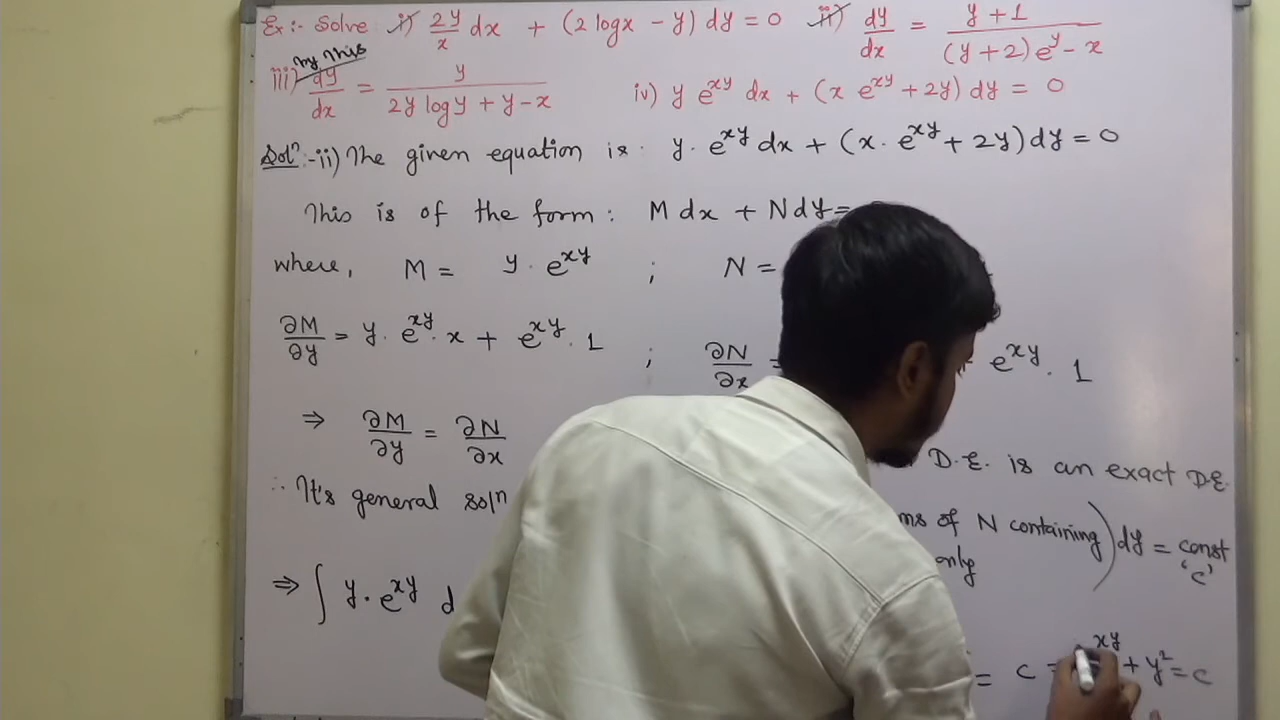 Ex:- Solve i) 2y/x dx + (2 logx - y) dy = 0 ii) dy/dx = y+1/(y+2)e^y - x
iii) try this dy/dx = y/2y logy + y-x iv) y e^xy dx + (x e^xy + 2y) dy = 0
Solⁿ:-ii) The given equation is: y. e^xy dx + (x. e^xy + 2y) dy = 0
This is of the form: M dx + N dy =
where, M = y. e^xy ; N =
∂M/∂y = y. e^xy. x + e^xy. 1 ; ∂N/∂x = e^xy. 1
⇒ ∂M/∂y = ∂N/∂x D.E. is an exact D.E.
∴ It's general solⁿ of N containing only) dy = const 'c'
⇒ ∫ y. e^xy d
= c xy + y² = c